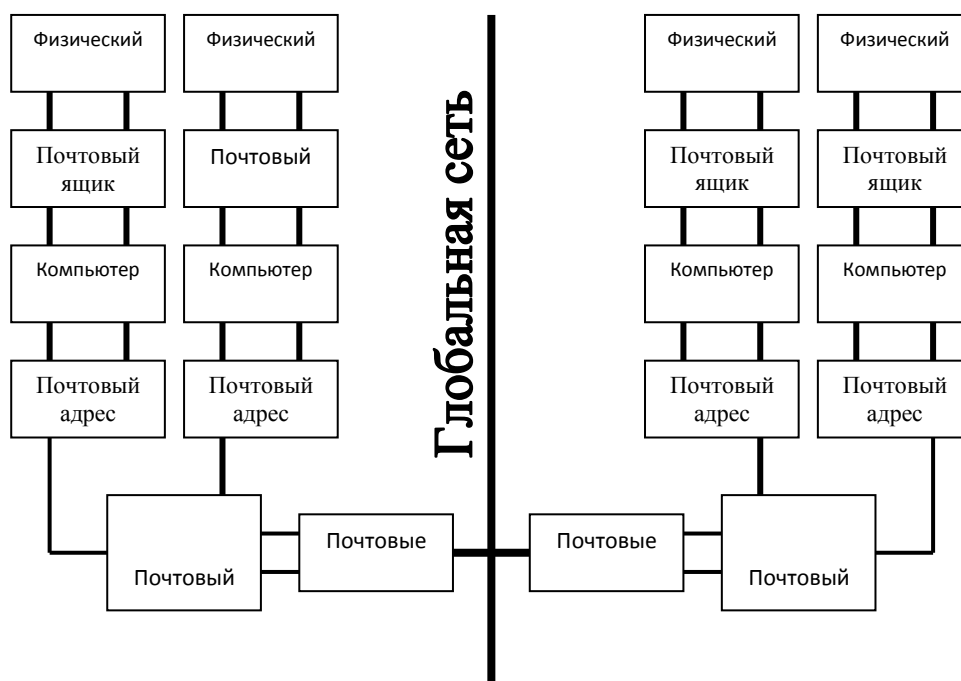 Физический
Физический
Физический
Физический
Почтовый
ящик
Почтовый
Почтовый
ящик
Почтовый
ящик
Компьютер
Компьютер
Компьютер
Компьютер
Почтовый
адрес
Почтовый
адрес
Почтовый
адрес
Почтовый
адрес
Глобальная сеть
Почтовый
Почтовые
Почтовые
Почтовый